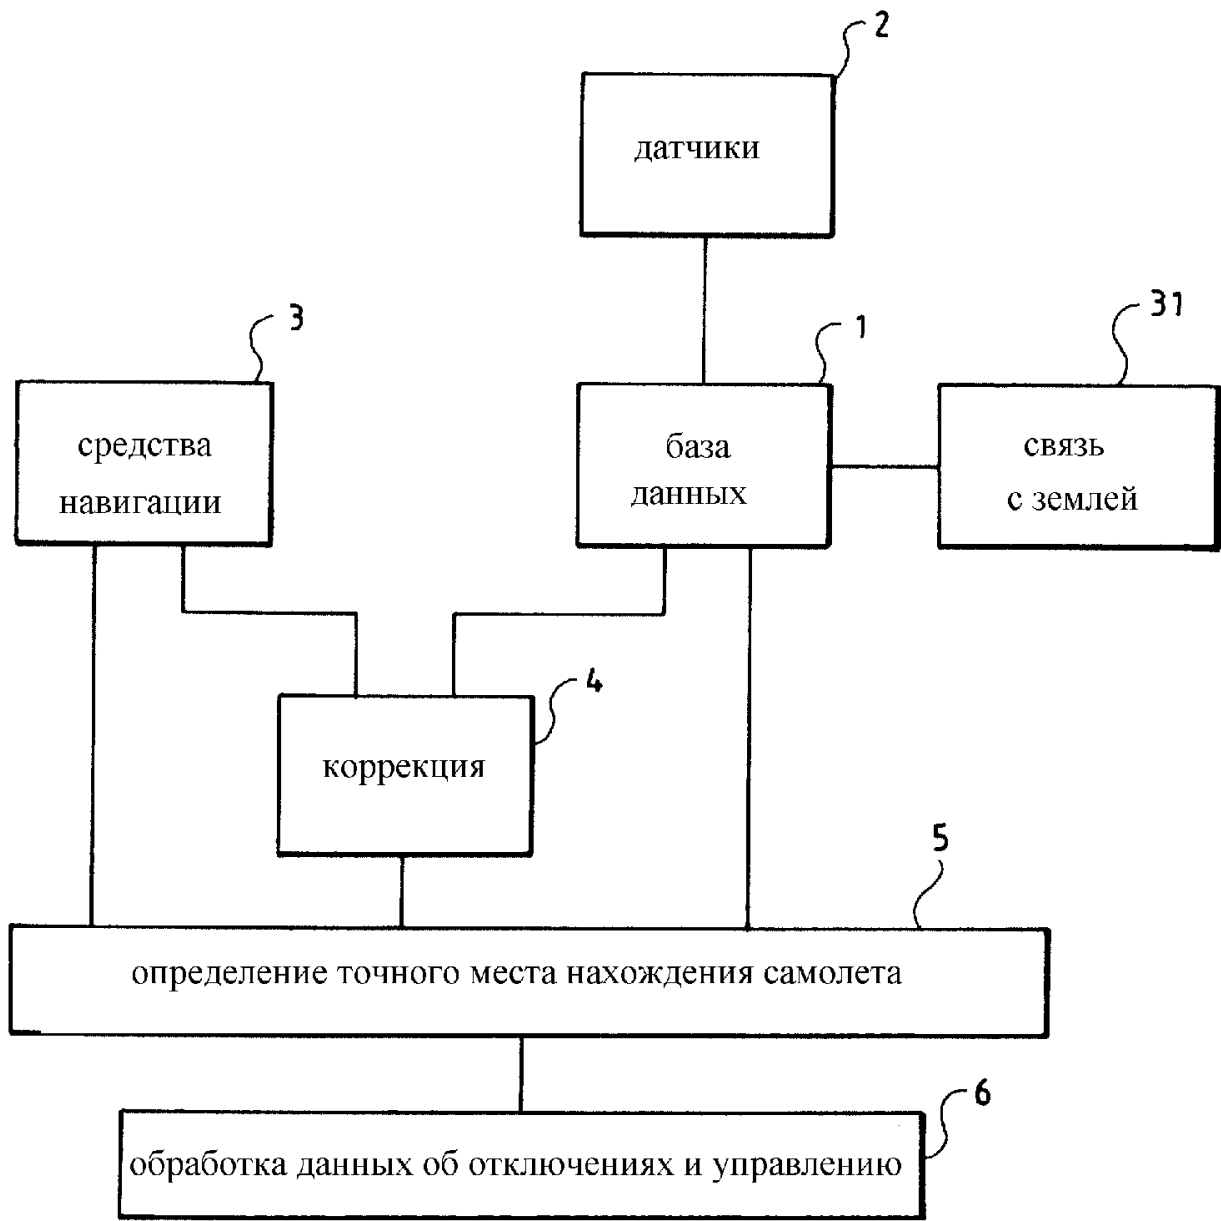 2
датчики
3
1
31
средства
навигации
база
данных
связь
с землей
4
коррекция
5
определение точного места нахождения самолета
6
обработка данных об отключениях и управлению